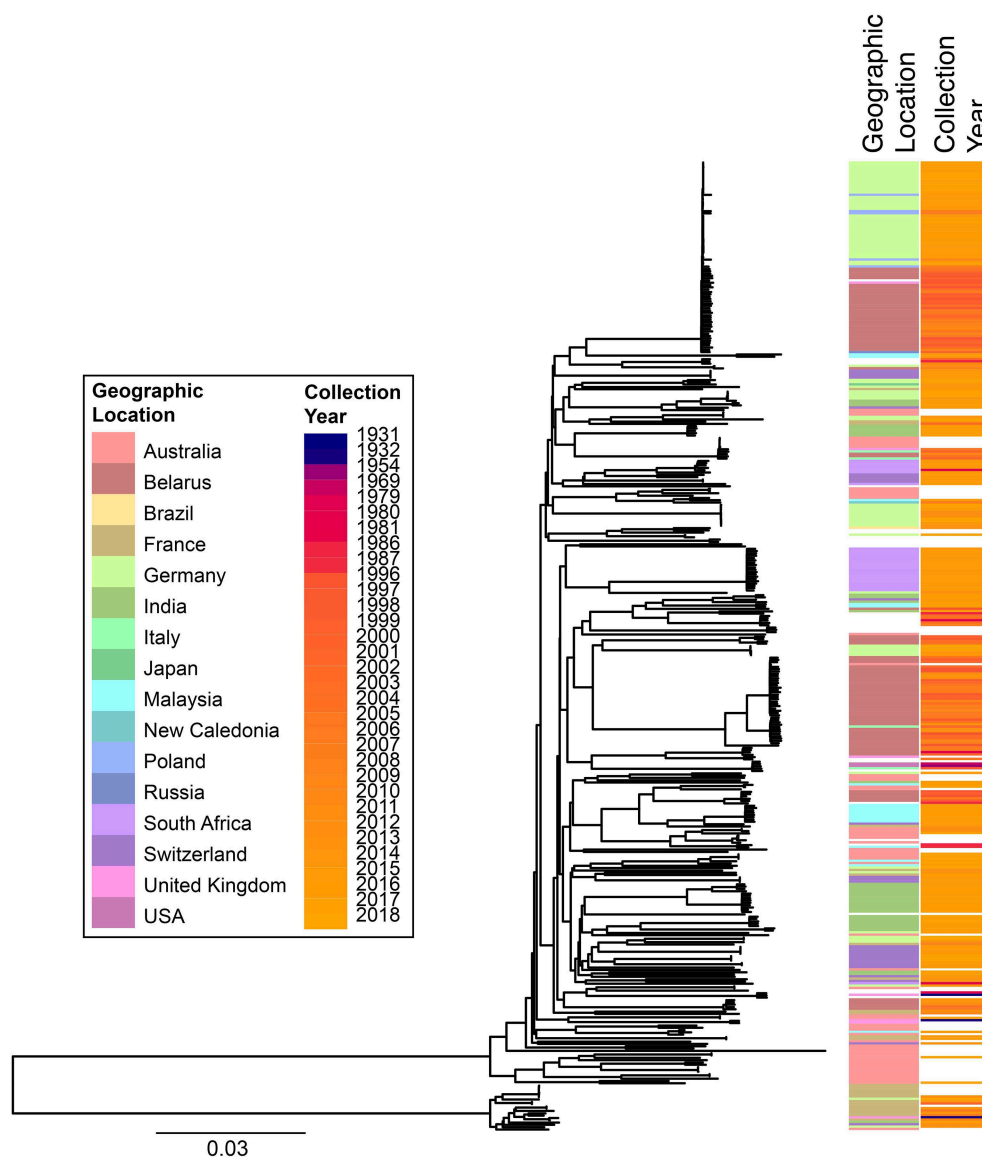 Geographic
Location
Collection
Year
Geographic
Location
Collection
Year
Australia
Belarus
Brazil
France
Germany
India
Italy
Japan
Malaysia
New Caledonia
Poland
Russia
South Africa
Switzerland
United Kingdom
USA
1931
1932
1954
1969
1979
1980
1981
1986
1987
1996
1997
1998
1999
2000
2001
2002
2003
2004
2005
2006
2007
2008
2009
2010
2011
2012
2013
2014
2015
2016
2017
2018
0.03